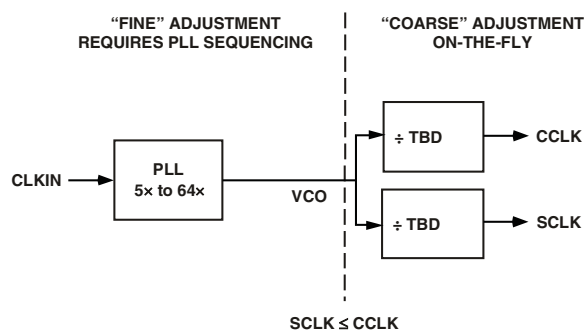 “FINE” ADJUSTMENT
REQUIRES PLL SEQUENCING
“COARSE” ADJUSTMENT
ON-THE-FLY
CLKIN
PLL
5× to 64×
VCO
÷ TBD
CCLK
÷ TBD
SCLK
SCLK ≤ CCLK